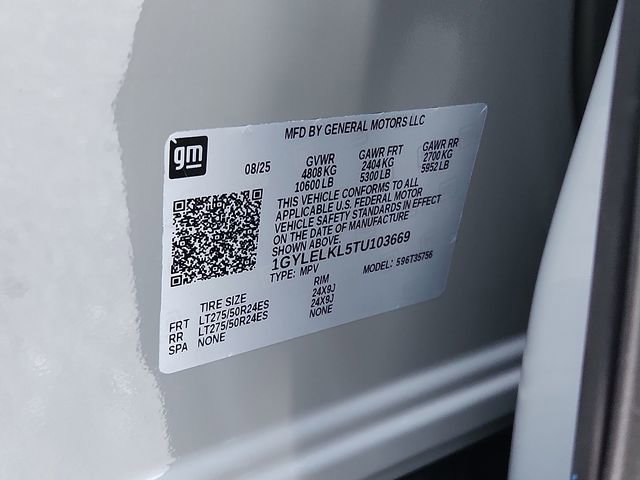 gm
MFD BY GENERAL MOTORS LLC
08/25
GVWR GAWR FRT GAWR RR
4808 KG 2404 KG 2700 KG
10600 LB 5300 LB 5952 LB
THIS VEHICLE CONFORMS TO ALL
APPLICABLE U.S. FEDERAL MOTOR
VEHICLE SAFETY STANDARDS IN EFFECT
ON THE DATE OF MANUFACTURE
SHOWN ABOVE.
1GYLELKL5TU103669
TYPE: MPV MODEL: 596T35756
TIRE SIZE RIM
FRT LT275/50R24ES 24X9J
RR LT275/50R24ES 24X9J
SPA NONE NONE